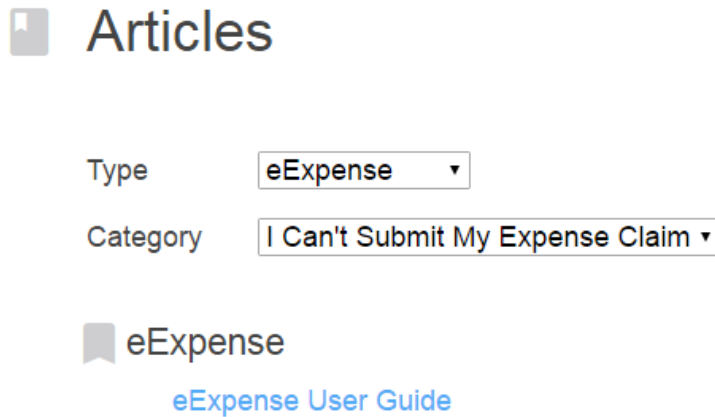 Articles
Type eExpense
Category I Can't Submit My Expense Claim
eExpense
eExpense User Guide